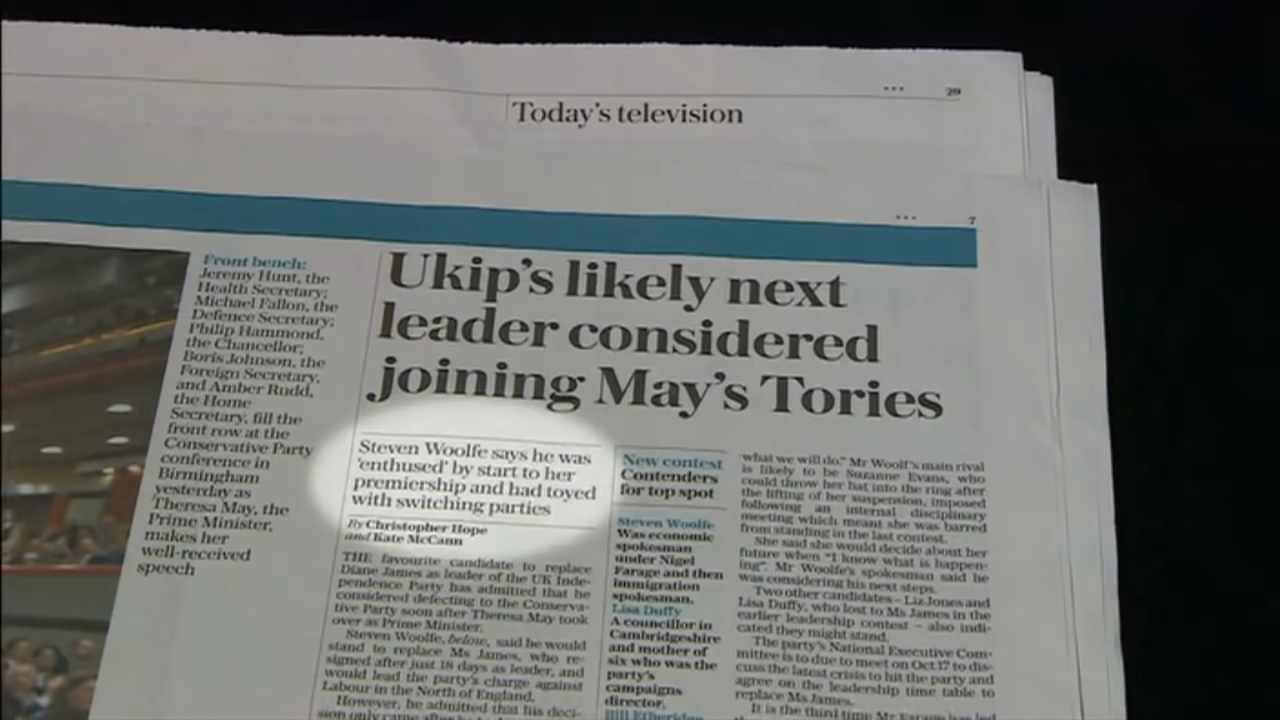 29
Today's television
7
Front bench:
Jeremy Hunt, the
Health Secretary;
Michael Fallon, the
Defence Secretary;
Philip Hammond,
the Chancellor;
Boris Johnson, the
Foreign Secretary,
and Amber Rudd,
the Home
Secretary, fill the
front row at the
Conservative Party
conference in
Birmingham
yesterday as
Theresa May, the
Prime Minister,
makes her
well-received
speech
Ukip's likely next
leader considered
joining May's Tories
Steven Woolfe says he was
'enthused' by start to her
premiership and had toyed
with switching parties
By Christopher Hope
and Kate McCann
THE favourite candidate to replace
Diane James as leader of the UK Inde-
pendence Party has admitted that he
considered defecting to the Conserva-
tive Party soon after Theresa May took
over as Prime Minister.
Steven Woolfe, below, said he would
stand to replace Ms James, who re-
signed after just 18 days as leader, and
would lead the party's charge against
Labour in the North of England.
However, he admitted that his deci-
sion only came after
New contest
Contenders
for top spot
Steven Woolfe
Was economic
spokesman
under Nigel
Farage and then
immigration
spokesman.
Lisa Duffy
A councillor in
Cambridgeshire
and mother of
six who was the
party's
campaigns
director.
Bill Etheridge
what we will do." Mr Woolf's main rival
is likely to be Suzanne Evans, who
could throw her hat into the ring after
the lifting of her suspension, imposed
following an internal disciplinary
meeting which meant she was barred
from standing in the last contest.
She said she would decide about her
future when "I know what is happen-
ing". Mr Woolfe's spokesman said he
was considering his next steps.
Two other candidates – Liz Jones and
Lisa Duffy, who lost to Ms James in the
earlier leadership contest – also indi-
cated they might stand.
The party's National Executive Com-
mittee is to due to meet on Oct 17 to dis-
cuss the latest crisis to hit the party and
agree on the leadership time table to
replace Ms James.
It is the third time Mr Farage has led